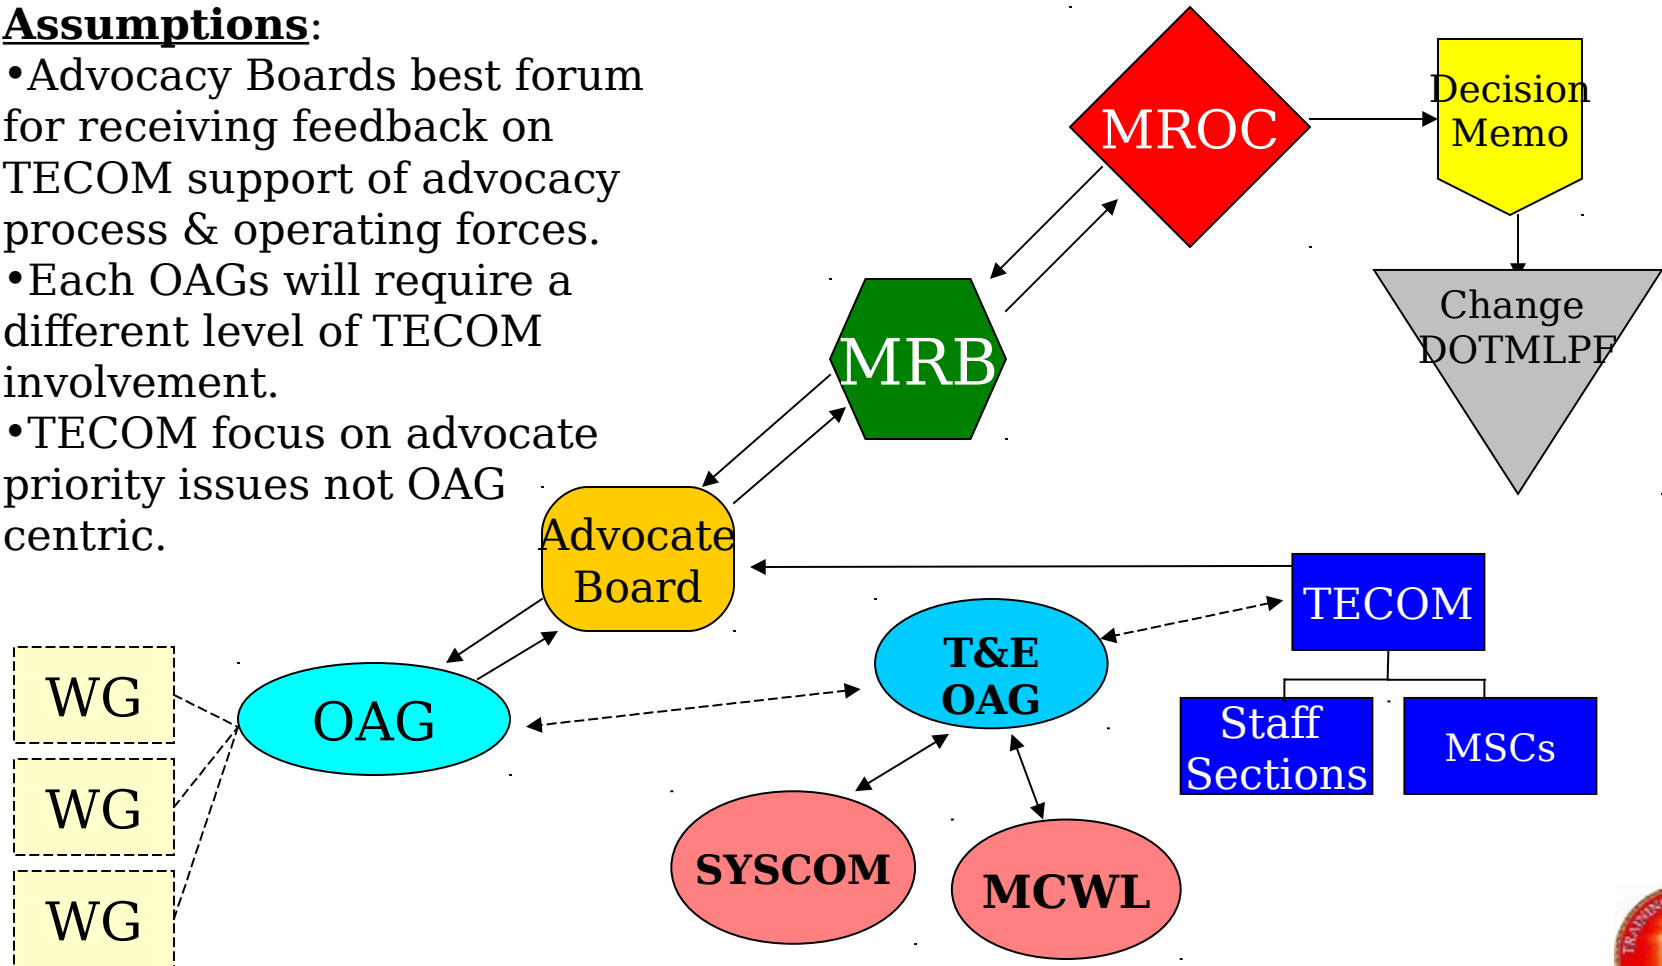 Assumptions:
•Advocacy Boards best forum
for receiving feedback on
TECOM support of advocacy
process & operating forces.
•Each OAGs will require a
different level of TECOM
involvement.
•TECOM focus on advocate
priority issues not OAG
centric.
MROC
Decision
Memo
Change
DOTMLPF
MRB
Advocate
Board
TECOM
Staff
Sections
MSCs
T&E
OAG
OAG
WG
WG
WG
SYSCOM
MCWL
TRAINING